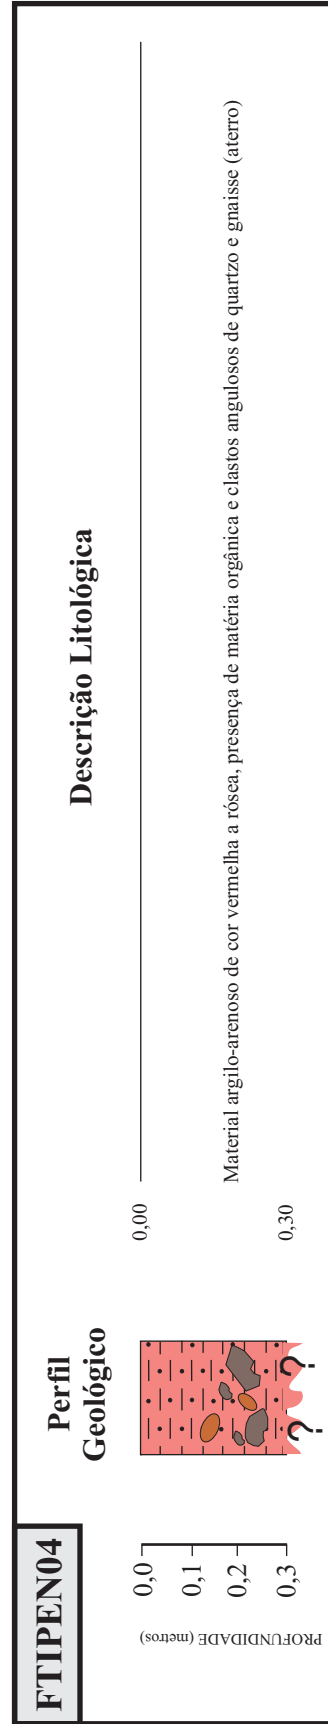 FTIPEN04
Perfil
Geológico
Descrição Litológica
PROFUNDIDADE (metros)
0,0
0,1
0,2
0,3
? ?
0,00
Material argilo-arenoso de cor vermelha a rósea, presença de matéria orgânica e clastos angulosos de quartzo e gnaisse (aterro)
0,30